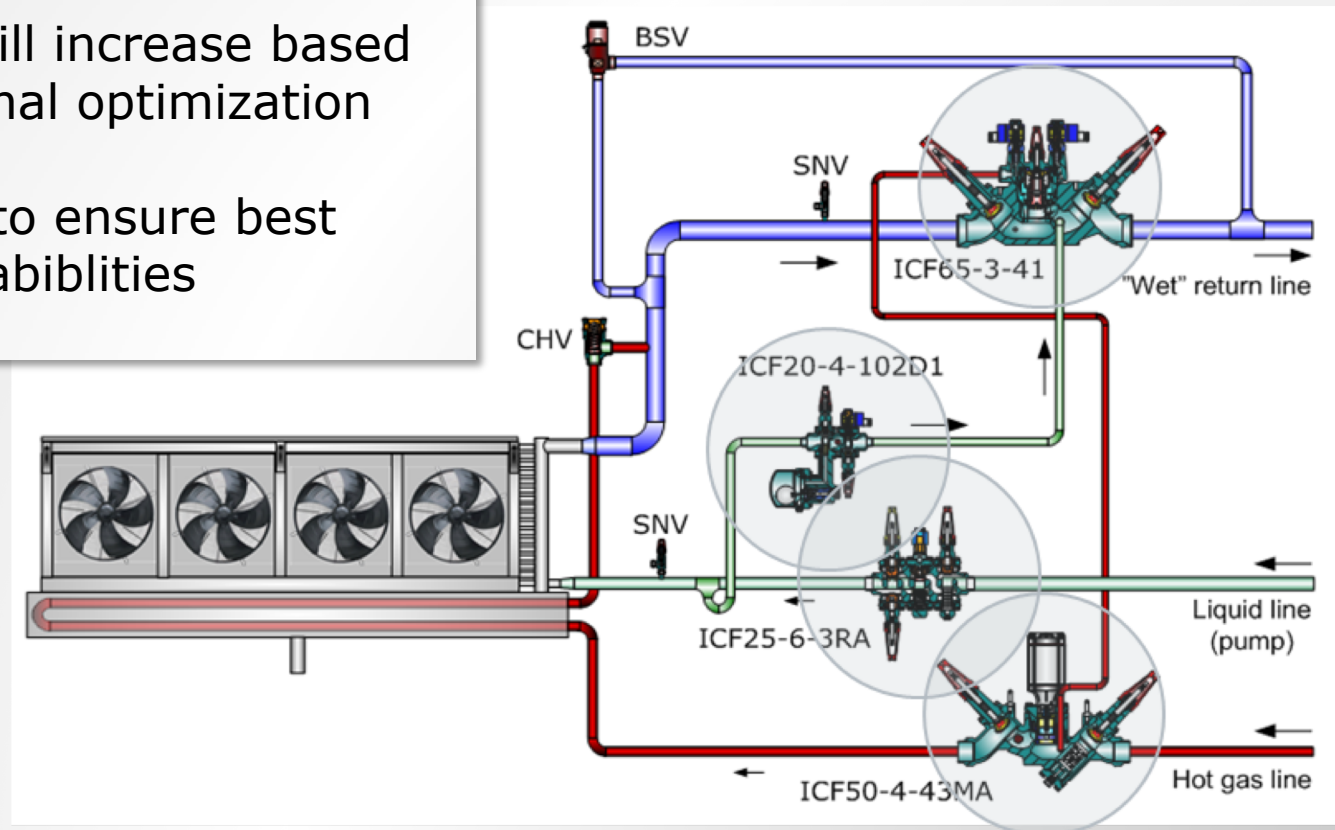 ill increase based
nal optimization
to ensure best
abiblities
BSV
SNV
ICF65-3-41
"Wet" return line
CHV
ICF20-4-102D1
SNV
Liquid line
(pump)
ICF25-6-3RA
ICF50-4-43MA
Hot gas line